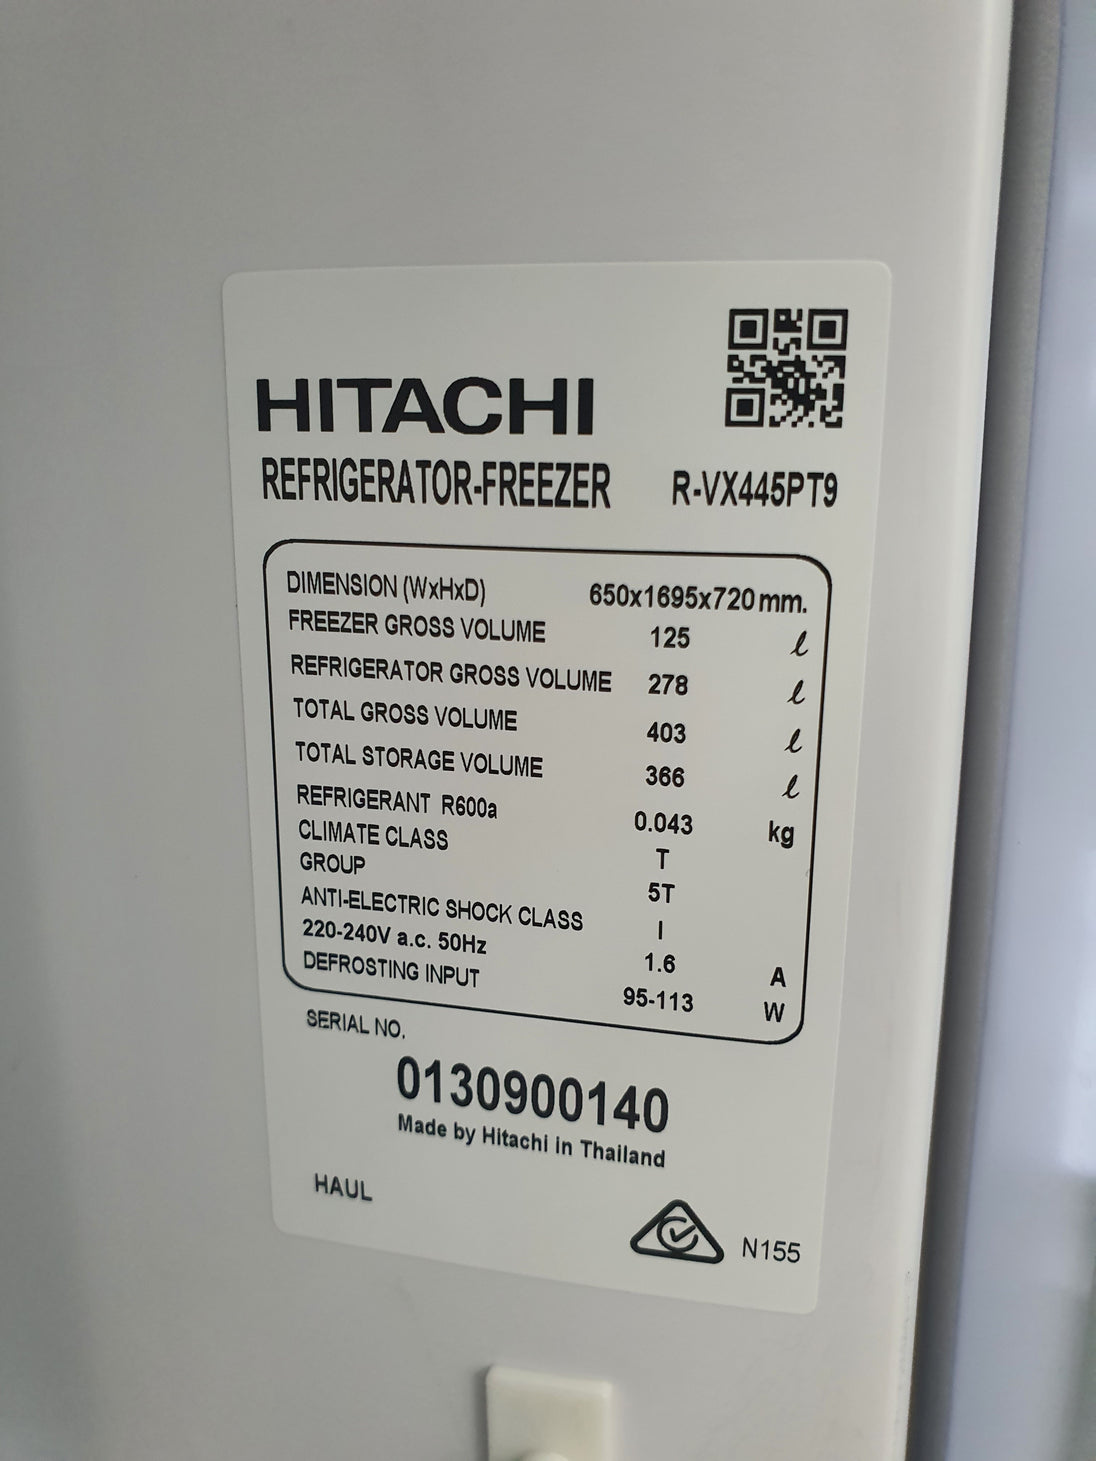 HITACHI
REFRIGERATOR-FREEZER R-VX445PT9
DIMENSION (WxHxD) 650x1695x720 mm.
FREEZER GROSS VOLUME 125 ℓ
REFRIGERATOR GROSS VOLUME 278 ℓ
TOTAL GROSS VOLUME 403 ℓ
TOTAL STORAGE VOLUME 366 ℓ
REFRIGERANT R600a 0.043 kg
CLIMATE CLASS T
GROUP 5T
ANTI-ELECTRIC SHOCK CLASS I
220-240V a.c. 50Hz 1.6 A
DEFROSTING INPUT 95-113 W
SERIAL NO.
0130900140
Made by Hitachi in Thailand
HAUL
N155